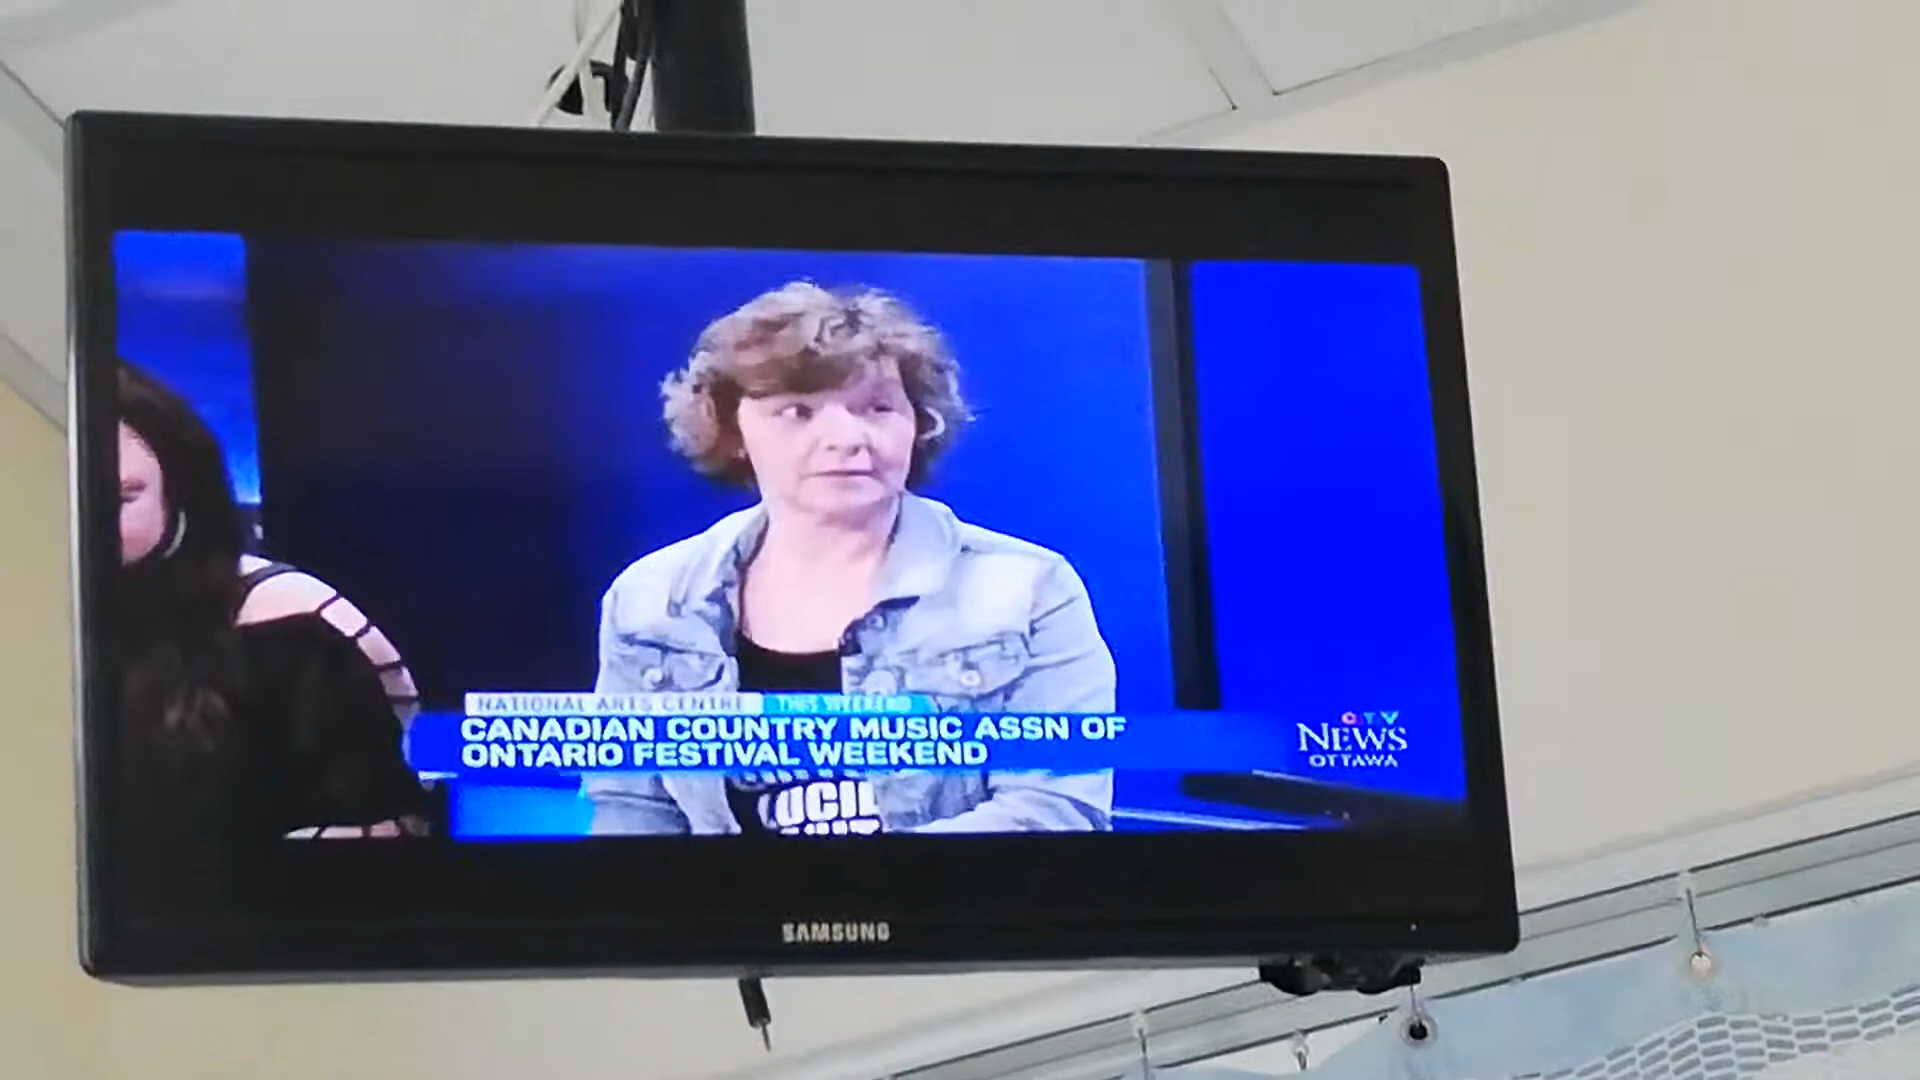 NATIONAL ARTS CENTRE THIS WEEKEND
CANADIAN COUNTRY MUSIC ASSN OF
ONTARIO FESTIVAL WEEKEND
CTV
NEWS
OTTAWA
SAMSUNG